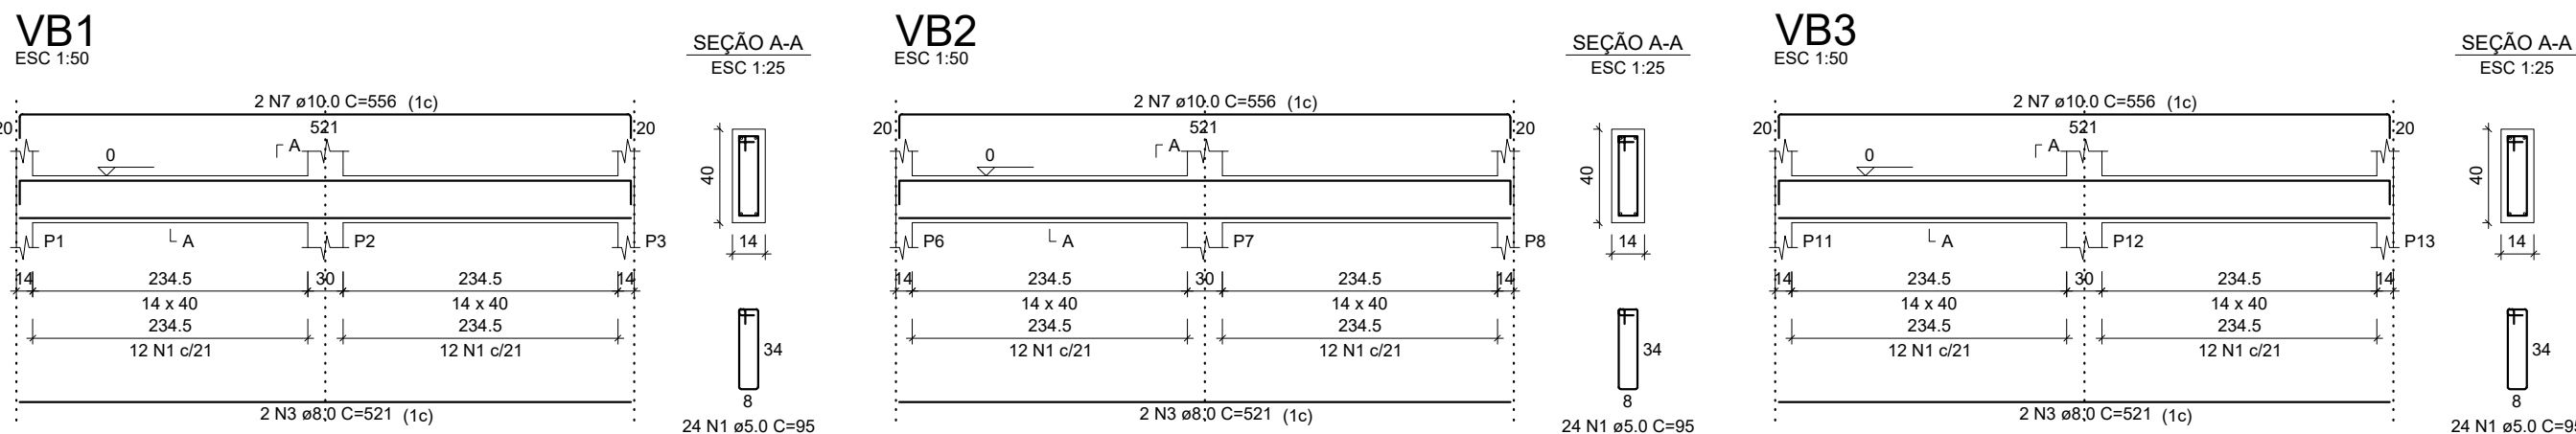 VB1
ESC 1:50
SEÇÃO A-A
ESC 1:25
2 N7 ø10.0 C=556 (1c)
20
521
20
A
0
40
P1
A
P2
P3
14
14
234.5
30
234.5
14
14 x 40
14 x 40
234.5
234.5
12 N1 c/21
12 N1 c/21
34
8
2 N3 ø8.0 C=521 (1c)
24 N1 ø5.0 C=95
VB2
ESC 1:50
SEÇÃO A-A
ESC 1:25
2 N7 ø10.0 C=556 (1c)
20
521
20
A
0
40
P6
A
P7
P8
14
14
234.5
30
234.5
14
14 x 40
14 x 40
234.5
234.5
12 N1 c/21
12 N1 c/21
34
8
2 N3 ø8.0 C=521 (1c)
24 N1 ø5.0 C=95
VB3
ESC 1:50
SEÇÃO A-A
ESC 1:25
2 N7 ø10.0 C=556 (1c)
20
521
20
A
0
40
P11
A
P12
P13
14
14
234.5
30
234.5
14
14 x 40
14 x 40
234.5
234.5
12 N1 c/21
12 N1 c/21
34
8
2 N3 ø8.0 C=521 (1c)
24 N1 ø5.0